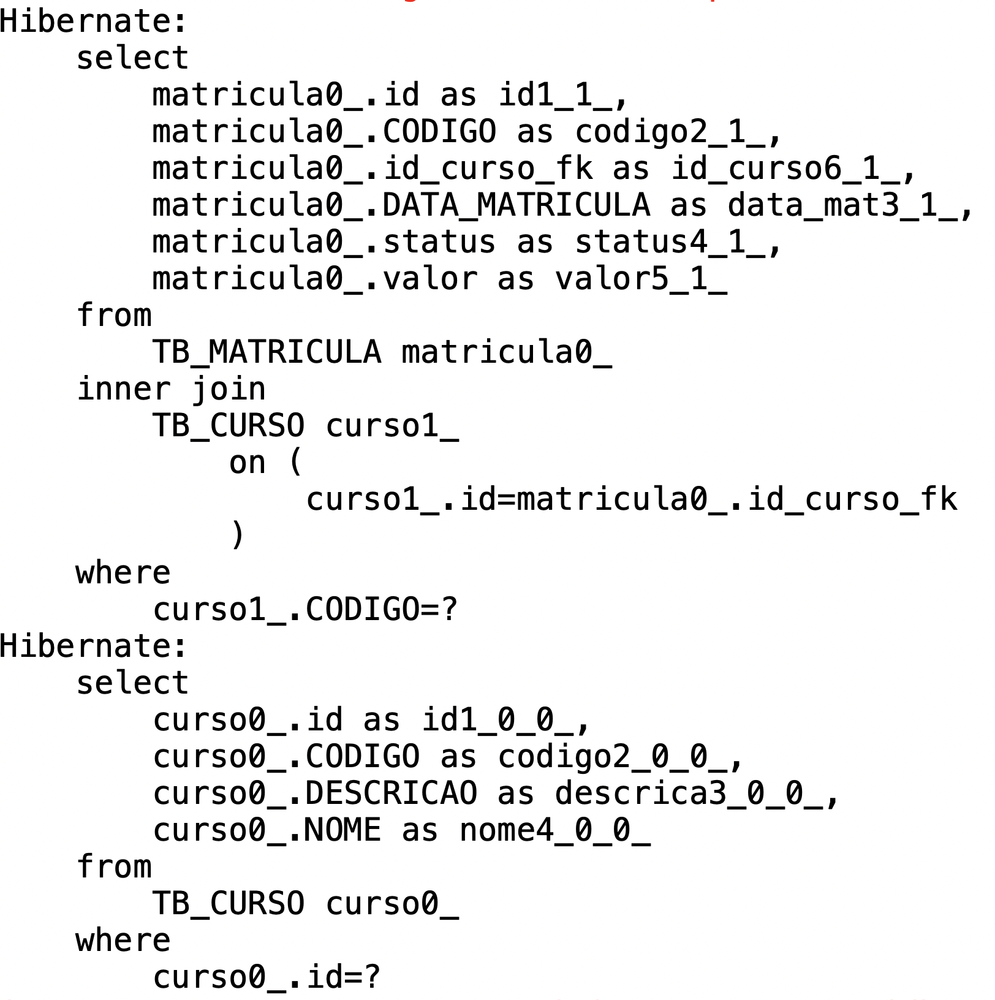 Hibernate:
select
matricula0_.id as id1_1_,
matricula0_.CODIGO as codigo2_1_,
matricula0_.id_curso_fk as id_curso6_1_,
matricula0_.DATA_MATRICULA as data_mat3_1_,
matricula0_.status as status4_1_,
matricula0_.valor as valor5_1_
from
TB_MATRICULA matricula0_
inner join
TB_CURSO curso1_
on (
curso1_.id=matricula0_.id_curso_fk
)
where
curso1_.CODIGO=?
Hibernate:
select
curso0_.id as id1_0_0_,
curso0_.CODIGO as codigo2_0_0_,
curso0_.DESCRICAO as descrica3_0_0_,
curso0_.NOME as nome4_0_0_
from
TB_CURSO curso0_
where
curso0_.id=?